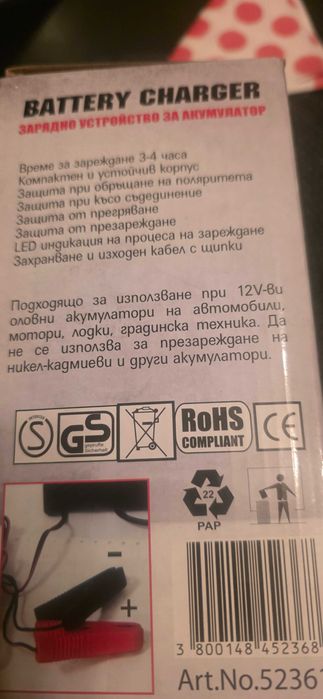 BATTERY CHARGER
ЗАРЯДНО УСТРОЙСТВО ЗА АКУМУЛАТОР
Време за зареждане 3-4 часа
Компактен и устойчив корпус
Защита при обръщане на поляритета
Защита при късо съединение
Защита от прегряване
Защита от презареждане
LED индикация на процеса на зареждане
Захранване и изходен кабел с щипки
Подходящо за използване при 12V-ви
оловни акумулатори на автомобили,
мотори, лодки, градинска техника. Да
не се използва за презареждане на
никел-кадмиеви и други акумулатори.
S
GS
geprüfte
Sicherheit
RoHS
COMPLIANT
CE
22
PAP
-
+
3 800148 452368
Art.No.5236